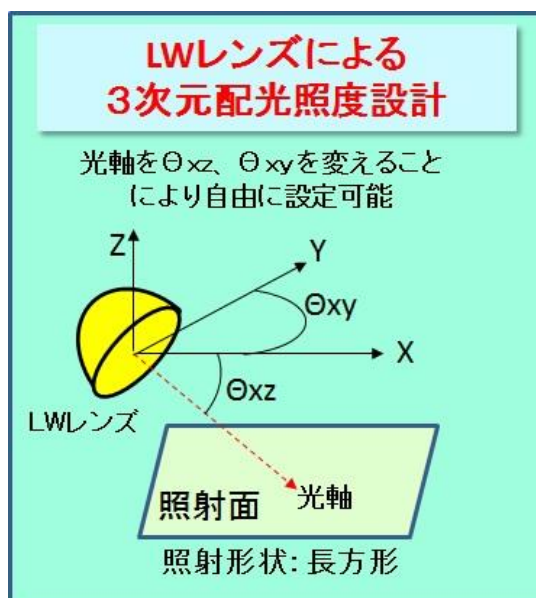 LWレンズによる
3次元配光照度設計
光軸をΘxz、Θxyを変えること
により自由に設定可能
Z
Y
Θxy
X
Θxz
LWレンズ
照射面
光軸
照射形状:長方形